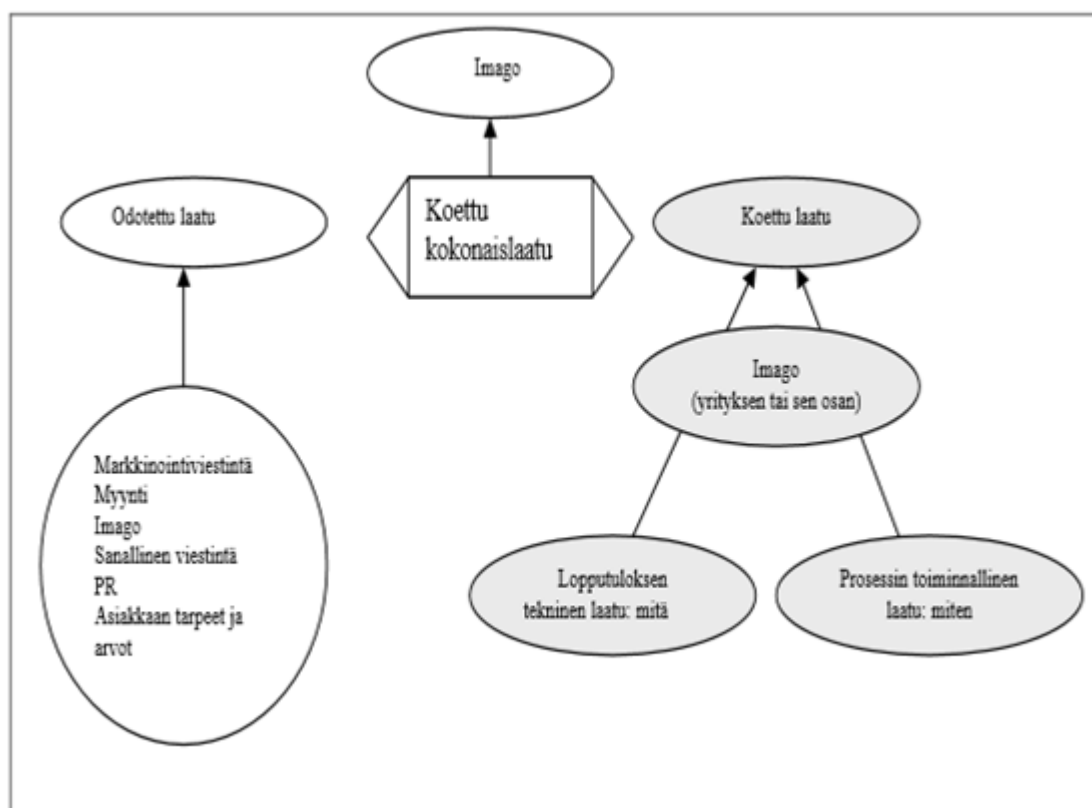 Imago
Odotettu laatu
Koettu
kokonaislaatu
Koettu laatu
Imago
(yrityksen tai sen osan)
Markkinointiviestintä
Myynti
Imago
Sanallinen viestintä
PR
Asiakkaan tarpeet ja
arvot
Lopputuloksen
tekninen laatu: mitä
Prosessin toiminnallinen
laatu: miten